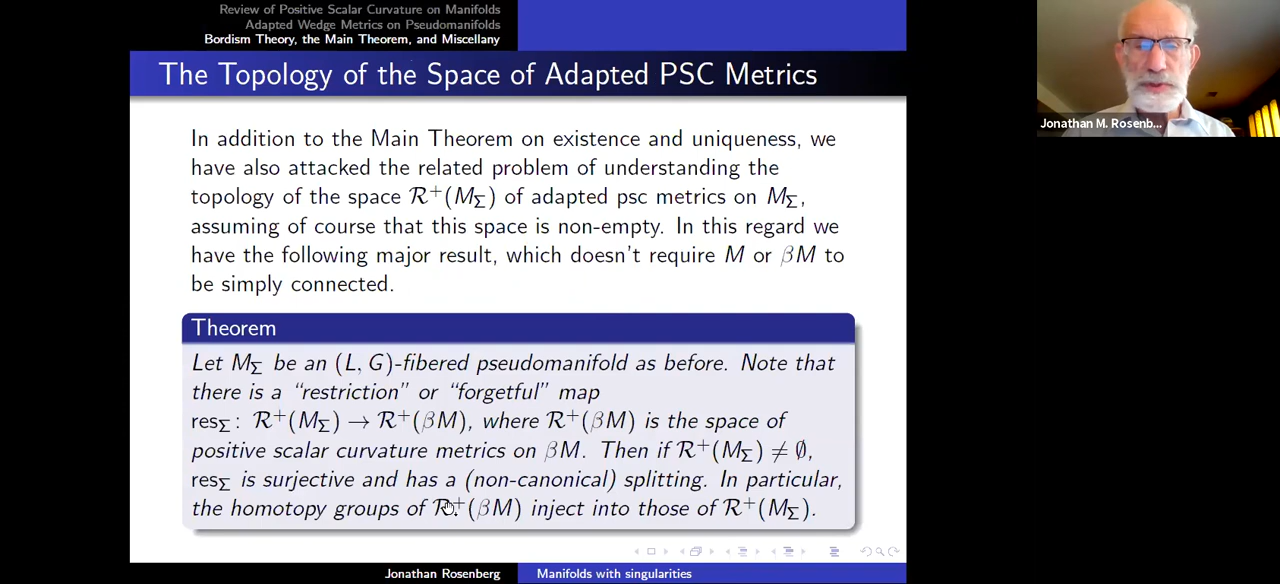 Review of Positive Scalar Curvature on Manifolds
Adapted Wedge Metrics on Pseudomanifolds
Bordism Theory, the Main Theorem, and Miscellany
The Topology of the Space of Adapted PSC Metrics
In addition to the Main Theorem on existence and uniqueness, we
have also attacked the related problem of understanding the
topology of the space R⁺(M_Σ) of adapted psc metrics on M_Σ,
assuming of course that this space is non-empty. In this regard we
have the following major result, which doesn't require M or βM to
be simply connected.
Theorem
Let M_Σ be an (L, G)-fibered pseudomanifold as before. Note that
there is a “restriction” or “forgetful” map
res_Σ : R⁺(M_Σ) → R⁺(βM), where R⁺(βM) is the space of
positive scalar curvature metrics on βM. Then if R⁺(M_Σ) ≠ ∅,
res_Σ is surjective and has a (non-canonical) splitting. In particular,
the homotopy groups of R⁺(βM) inject into those of R⁺(M_Σ).
Jonathan Rosenberg
Manifolds with singularities
Jonathan M. Rosenb...